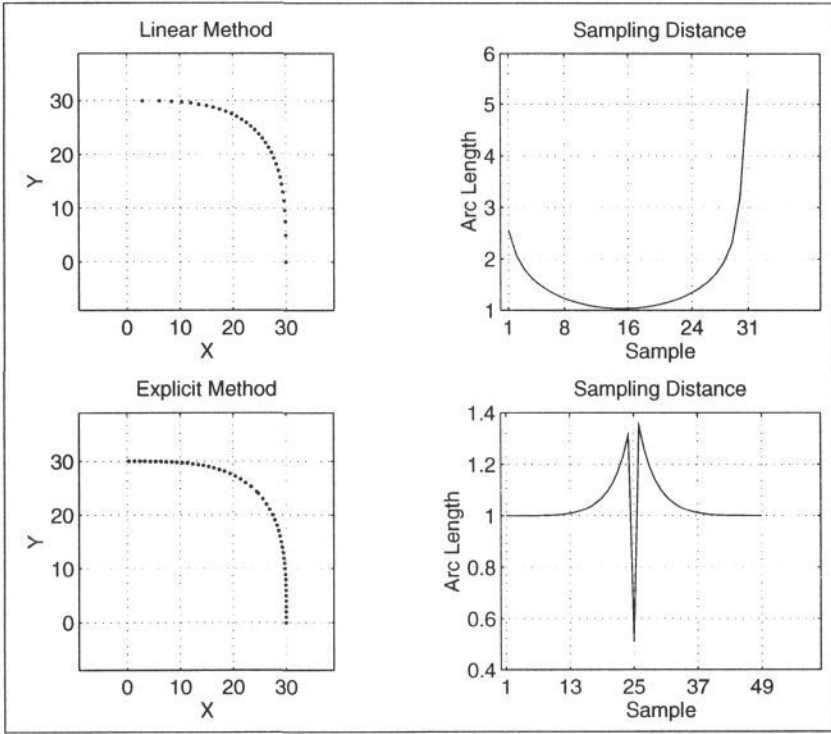 Linear Method
30
20
10
0
Y
0 10 20 30
X
Sampling Distance
6
5
4
3
2
1
Arc Length
1 8 16 24 31
Sample
Explicit Method
30
20
10
0
Y
0 10 20 30
X
Sampling Distance
1.4
1.2
1
0.8
0.6
0.4
Arc Length
1 13 25 37 49
Sample